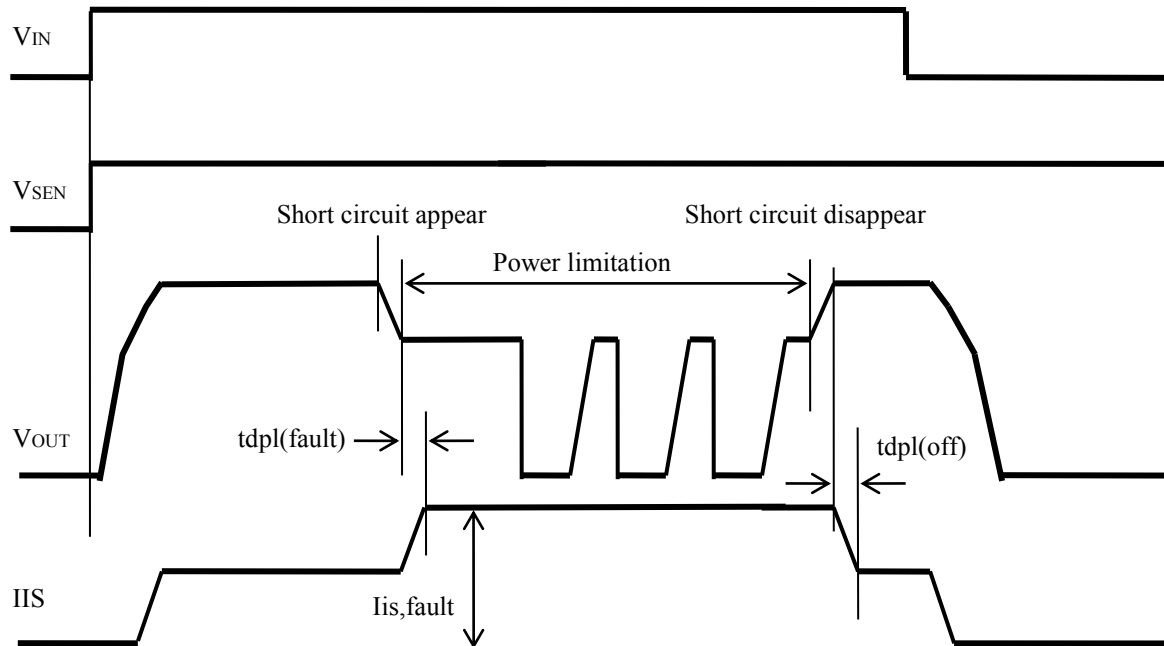 VIN
VSEN
Short circuit appear
Short circuit disappear
Power limitation
VOUT
tdpl(fault)
tdpl(off)
IIS
Iis,fault